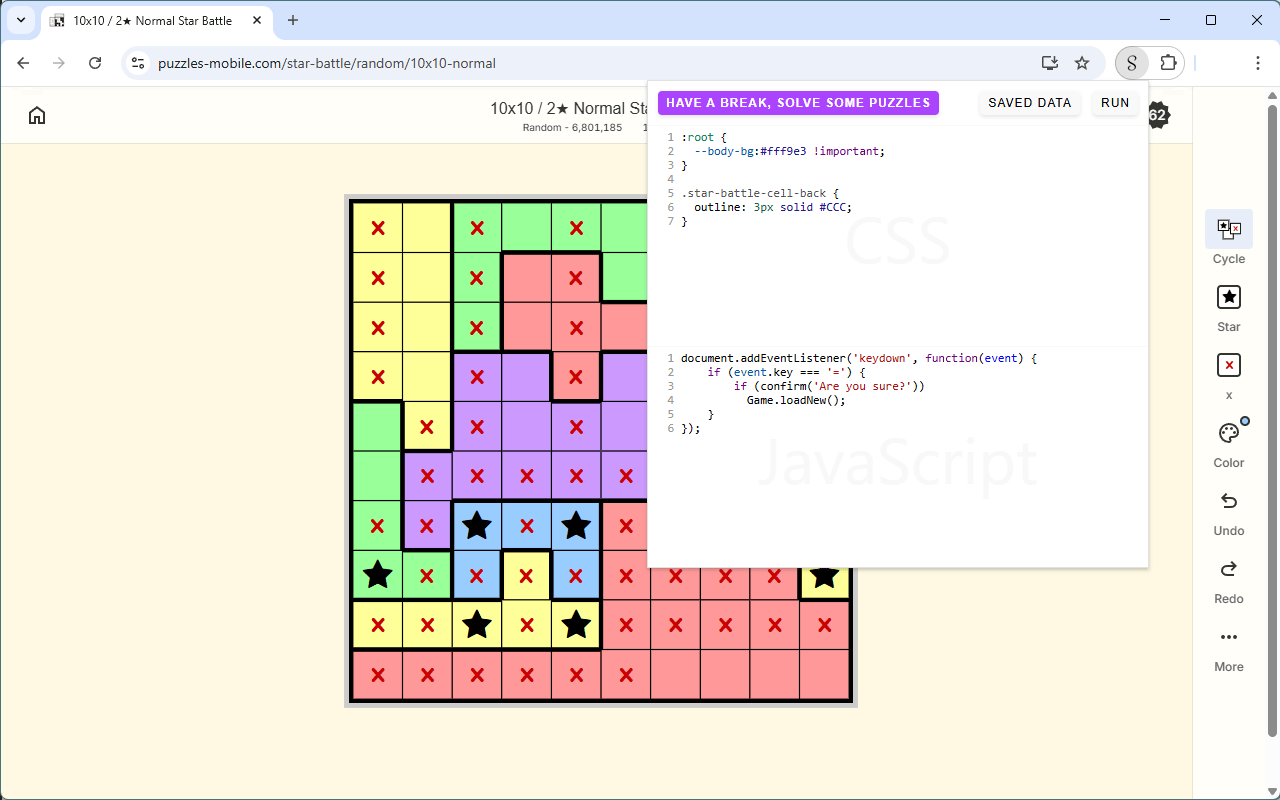 10x10 / 2★ Normal Star Battle
puzzles-mobile.com/star-battle/random/10x10-normal
10x10 / 2★ Normal Sta
Random - 6,801,185
62
HAVE A BREAK, SOLVE SOME PUZZLES
SAVED DATA
RUN
1 :root {
2 --body-bg:#fff9e3 !important;
3 }
4
5 .star-battle-cell-back {
6 outline: 3px solid #CCC;
7 }
CSS
1 document.addEventListener('keydown', function(event) {
2 if (event.key === '=') {
3 if (confirm('Are you sure?'))
4 Game.loadNew();
5 }
6 });
JavaScript
Cycle
Star
x
Color
Undo
Redo
More